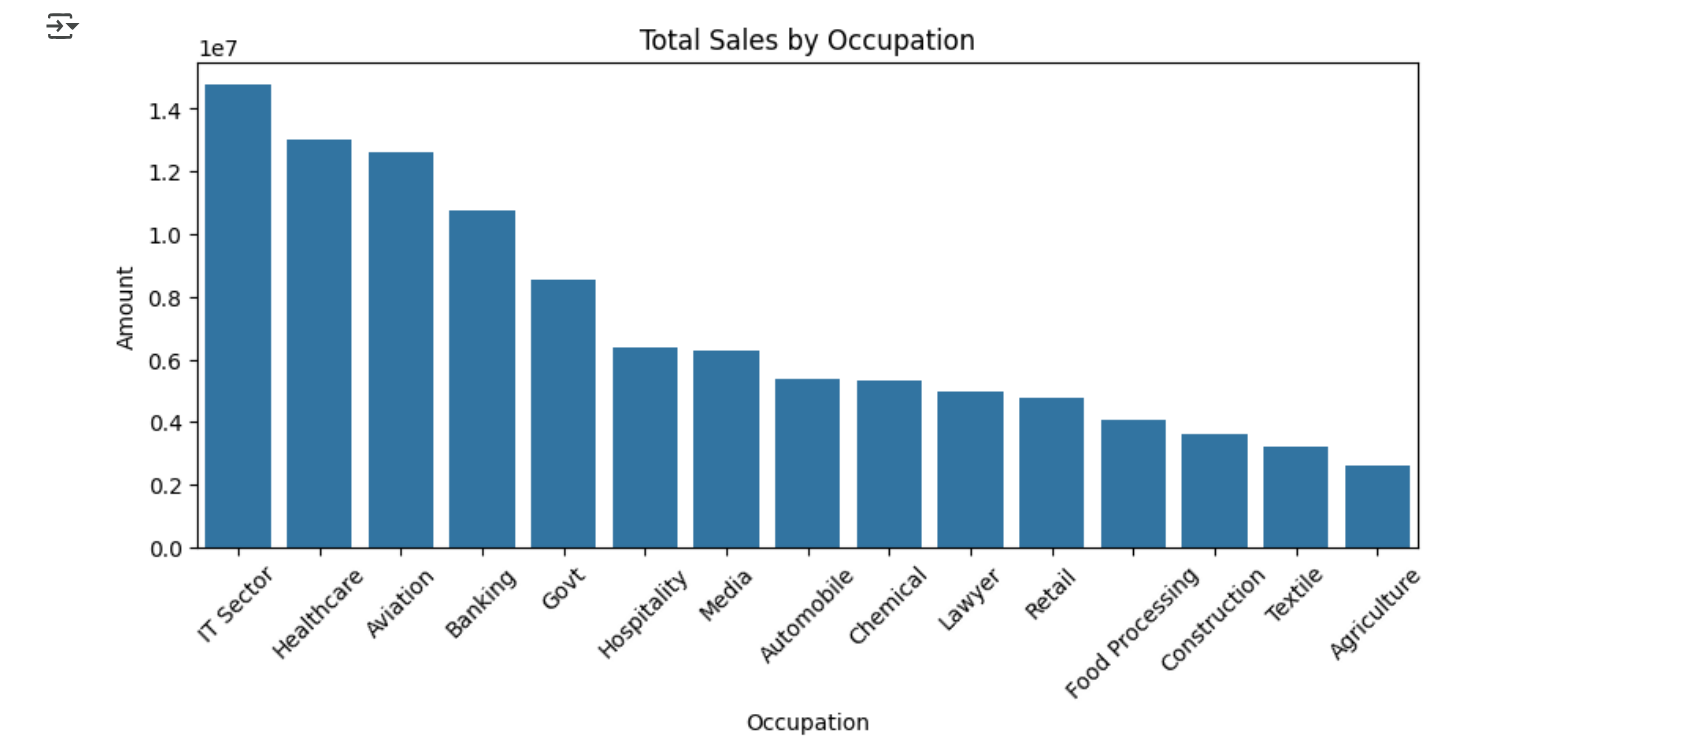 Total Sales by Occupation
1e7
1.4
1.2
1.0
0.8
0.6
0.4
0.2
0.0
Amount
IT Sector
Healthcare
Aviation
Banking
Govt
Hospitality
Media
Automobile
Chemical
Lawyer
Retail
Food Processing
Construction
Textile
Agriculture
Occupation